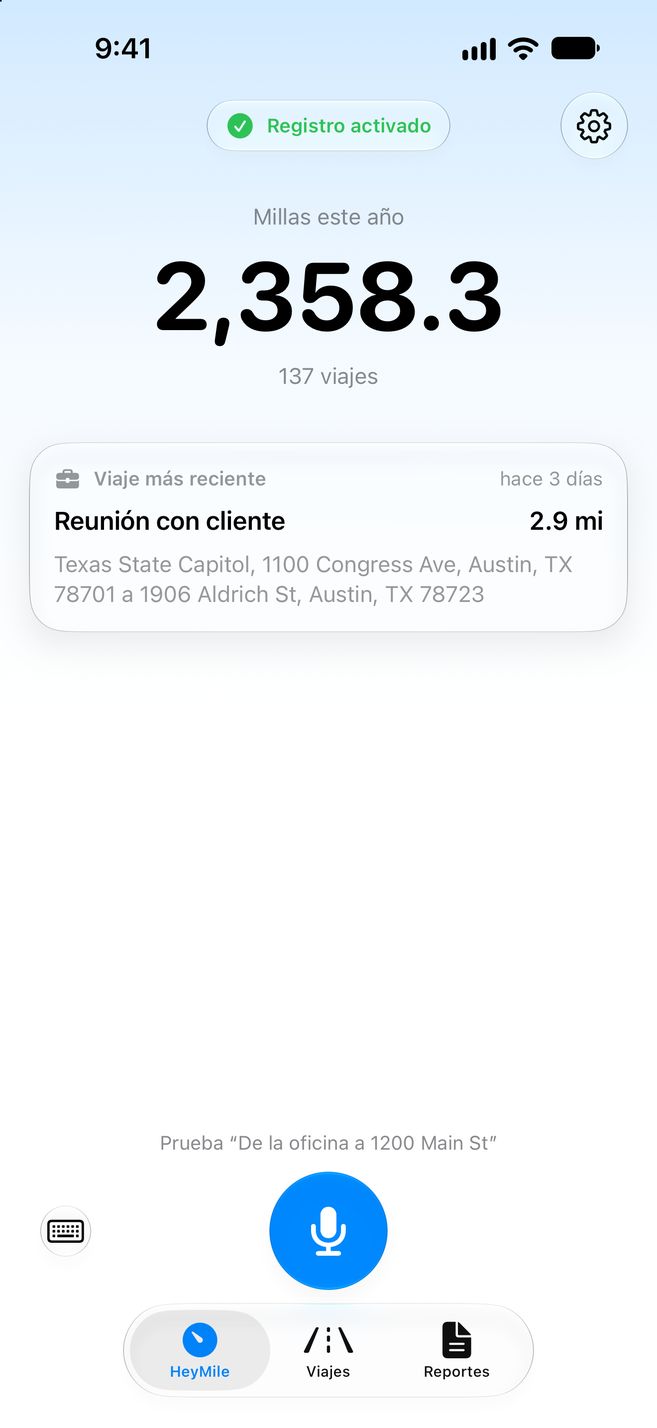 9:41
Registro activado
Millas este año
2,358.3
137 viajes
Viaje más reciente
hace 3 días
Reunión con cliente
2.9 mi
Texas State Capitol, 1100 Congress Ave, Austin, TX
78701 a 1906 Aldrich St, Austin, TX 78723
Prueba “De la oficina a 1200 Main St”
HeyMile
Viajes
Reportes